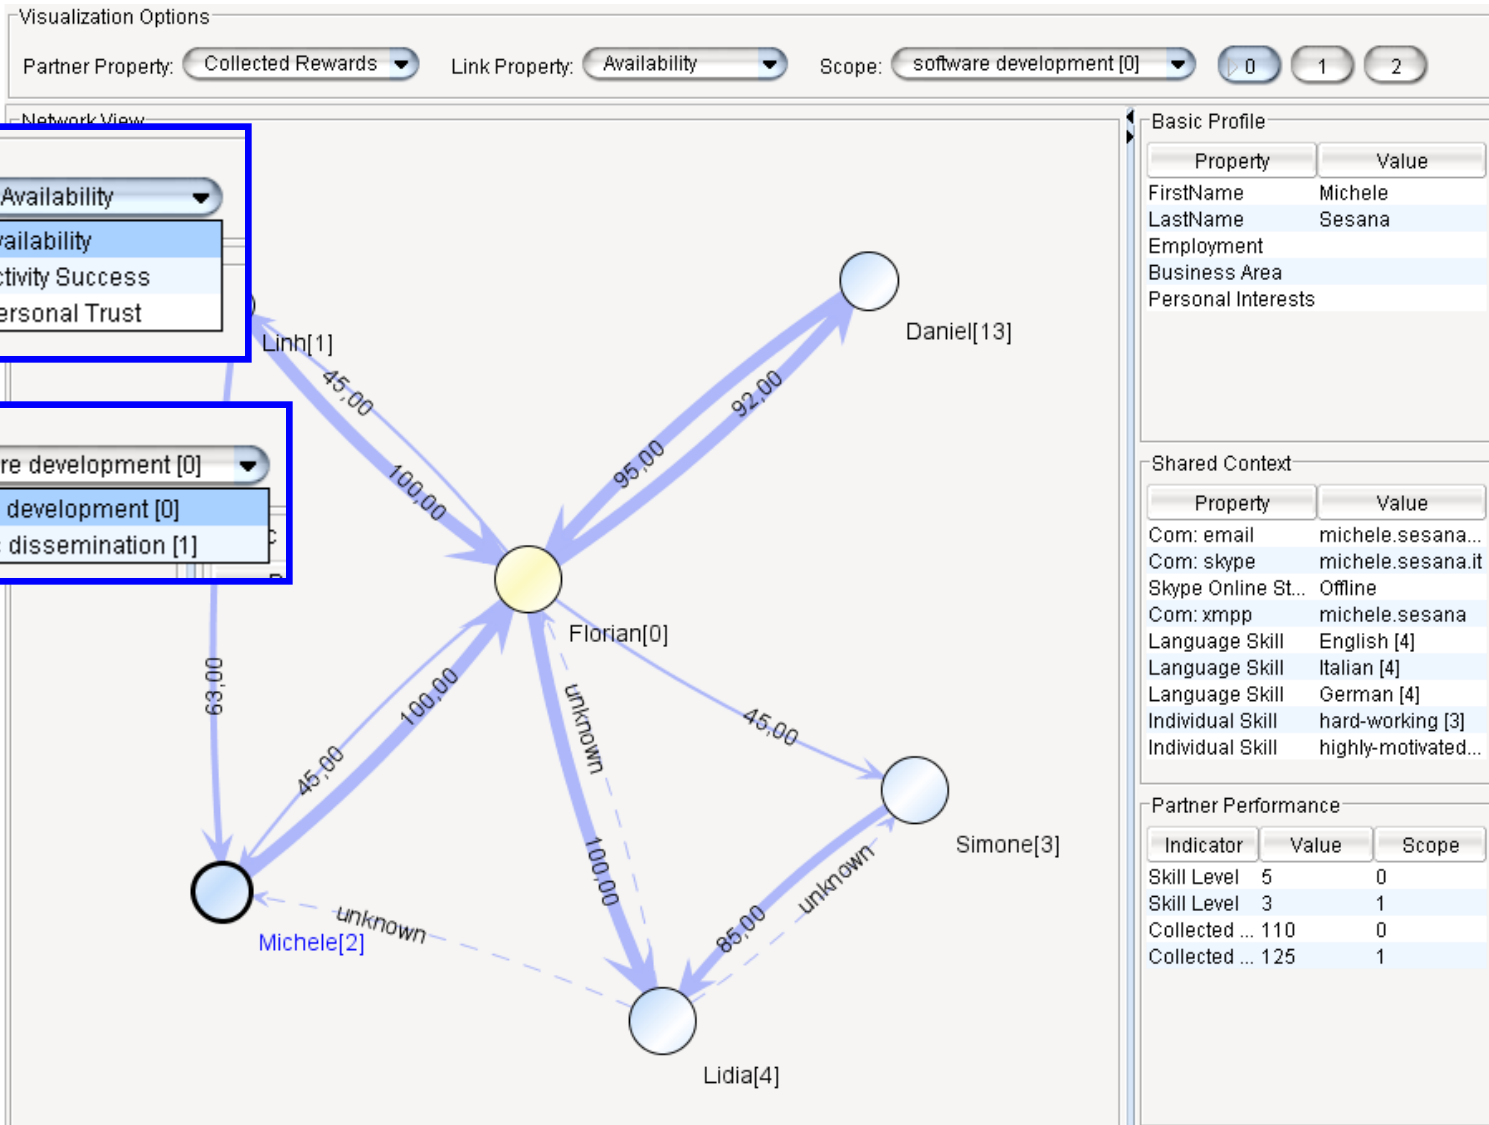 Visualization Options
Partner Property: Collected Rewards Link Property: Availability Scope: software development [0] 0 1 2
Network View
Availability
vailability
ctivity Success
ersonal Trust
Linh[1]
Daniel[13]
45,00
92,00
95,00
100,00
re development [0]
development [0]
dissemination [1]
Florian[0]
63,00
100,00
unknown
45,00
45,00
100,00
Simone[3]
unknown
85,00
unknown
Michele[2]
Lidia[4]
Basic Profile
Property Value
FirstName Michele
LastName Sesana
Employment
Business Area
Personal Interests
Shared Context
Property Value
Com: email michele.sesana...
Com: skype michele.sesana.it
Skype Online St... Offline
Com: xmpp michele.sesana
Language Skill English [4]
Language Skill Italian [4]
Language Skill German [4]
Individual Skill hard-working [3]
Individual Skill highly-motivated...
Partner Performance
Indicator Value Scope
Skill Level 5 0
Skill Level 3 1
Collected ... 110 0
Collected ... 125 1